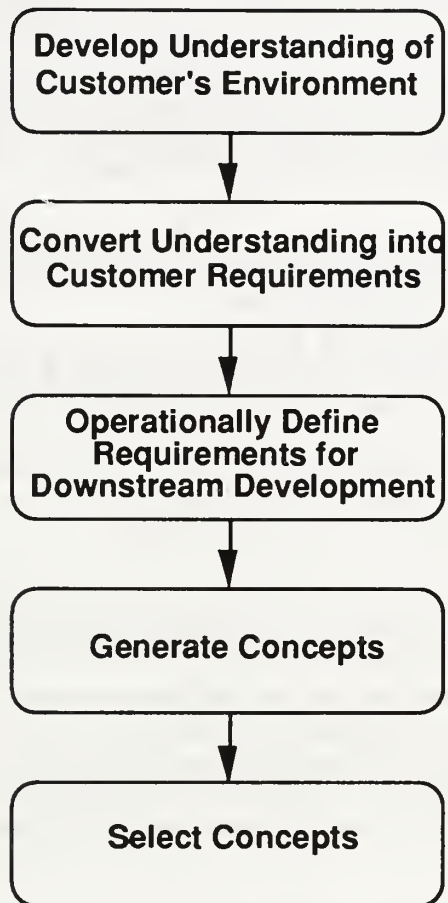 Develop Understanding of
Customer's Environment
Convert Understanding into
Customer Requirements
Operationally Define
Requirements for
Downstream Development
Generate Concepts
Select Concepts